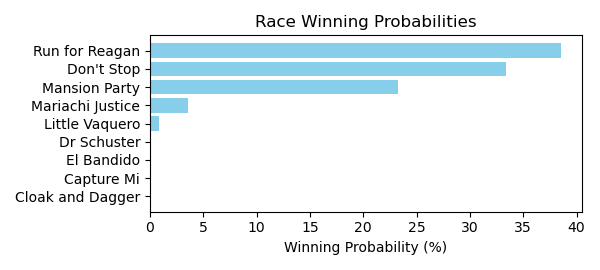 Race Winning Probabilities
Run for Reagan
Don't Stop
Mansion Party
Mariachi Justice
Little Vaquero
Dr Schuster
El Bandido
Capture Mi
Cloak and Dagger
0 5 10 15 20 25 30 35 40
Winning Probability (%)